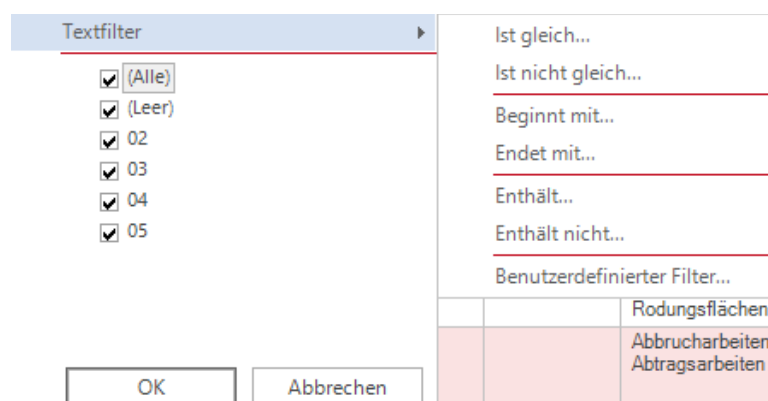 Textfilter
(Alle)
(Leer)
02
03
04
05
OK
Abbrechen
Ist gleich...
Ist nicht gleich...
Beginnt mit...
Endet mit...
Enthält...
Enthält nicht...
Benutzerdefinierter Filter...
Rodungsflächen
Abbrucharbeiten
Abtragsarbeiten